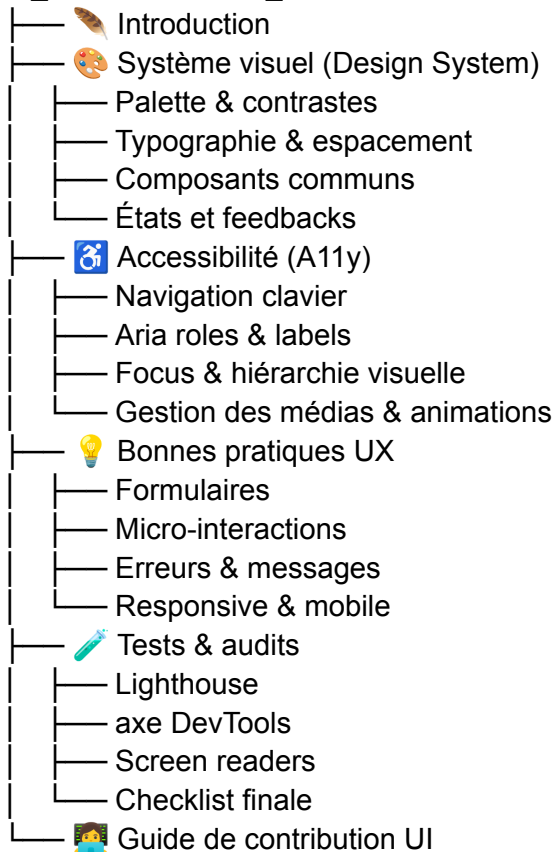 ├── 🪶 Introduction
├── 🎨 Système visuel (Design System)
│ ├── Palette & contrastes
│ ├── Typographie & espacement
│ ├── Composants communs
│ └── États et feedbacks
├── ♿ Accessibilité (A11y)
│ ├── Navigation clavier
│ ├── Aria roles & labels
│ ├── Focus & hiérarchie visuelle
│ └── Gestion des médias & animations
├── 💡 Bonnes pratiques UX
│ ├── Formulaires
│ ├── Micro-interactions
│ ├── Erreurs & messages
│ └── Responsive & mobile
├── 🧪 Tests & audits
│ ├── Lighthouse
│ ├── axe DevTools
│ ├── Screen readers
│ └── Checklist finale
└── 👩‍💻 Guide de contribution UI